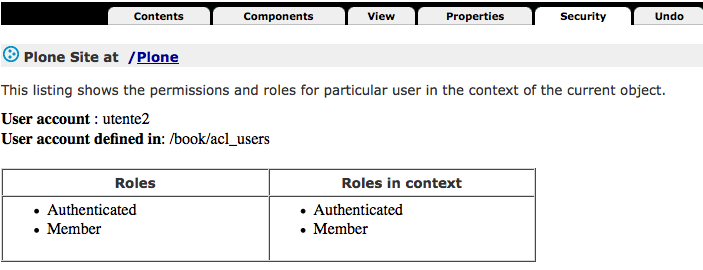 Contents Components View Properties Security Undo
Plone Site at /Plone
This listing shows the permissions and roles for particular user in the context of the current object.
User account : utente2
User account defined in: /book/acl_users
Roles Roles in context
• Authenticated • Authenticated
• Member • Member